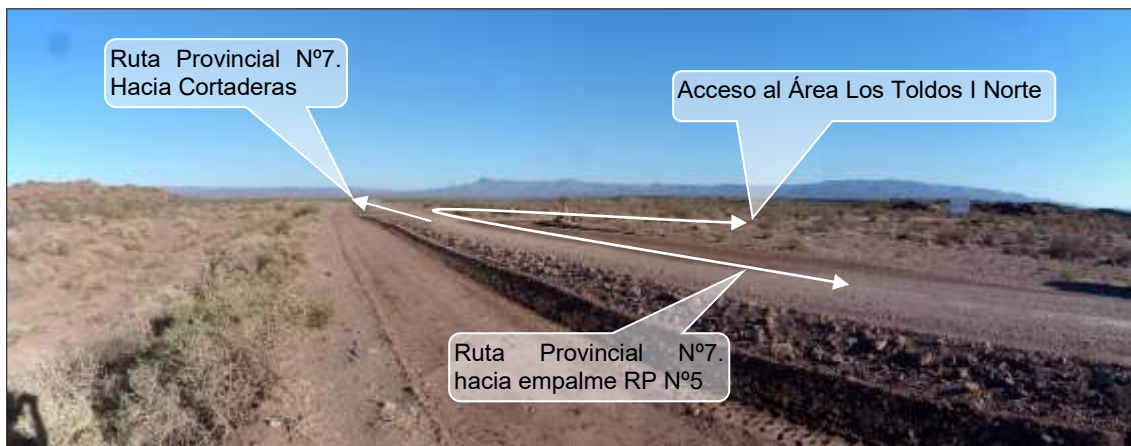 Ruta Provincial Nº7.
Hacia Cortaderas
Acceso al Área Los Toldos I Norte
Ruta Provincial Nº7.
hacia empalme RP Nº5